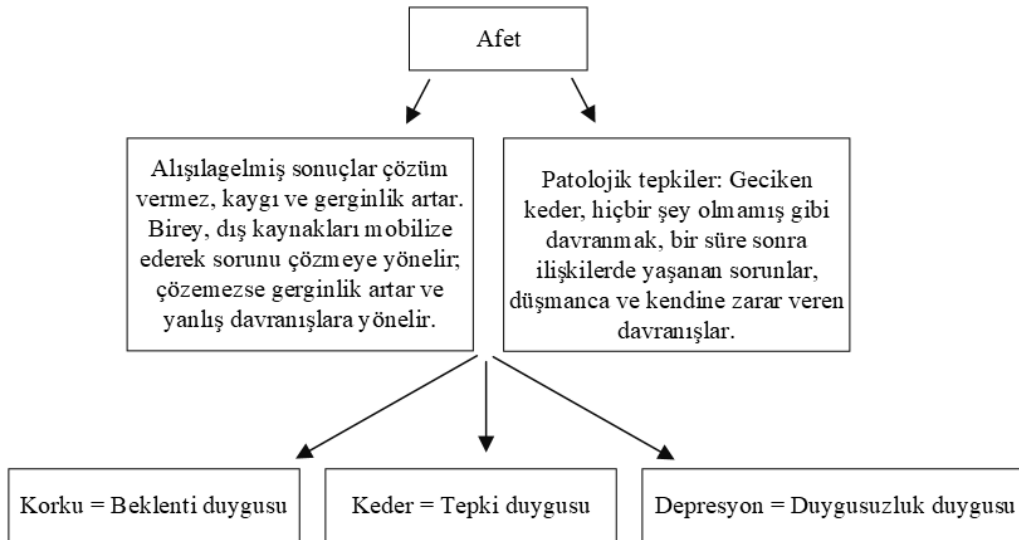 Afet
Alışılagelmiş sonuçlar çözüm
vermez, kaygı ve gerginlik artar.
Birey, dış kaynakları mobilize
ederek sorunu çözmeye yönelir;
çözemezse gerginlik artar ve
yanlış davranışlara yönelir.
Patolojik tepkiler: Geciken
keder, hiçbir şey olmamış gibi
davranmak, bir süre sonra
ilişkilerde yaşanan sorunlar,
düşmanca ve kendine zarar veren
davranışlar.
Korku = Beklenti duygusu
Keder = Tepki duygusu
Depresyon = Duygusuzluk duygusu